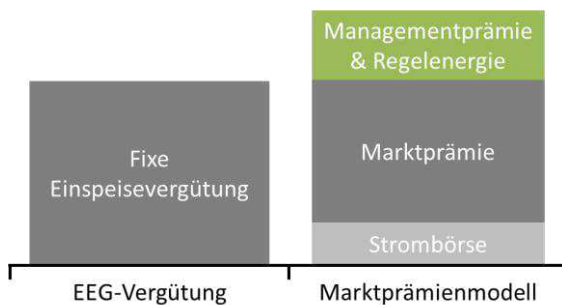 Managementprämie
& Regelenergie
Fixe
Einspeisevergütung
Marktprämie
Strombörse
EEG-Vergütung
Marktprämienmodell